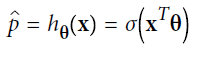 p̂ = h_θ(x) = σ(x^T θ)